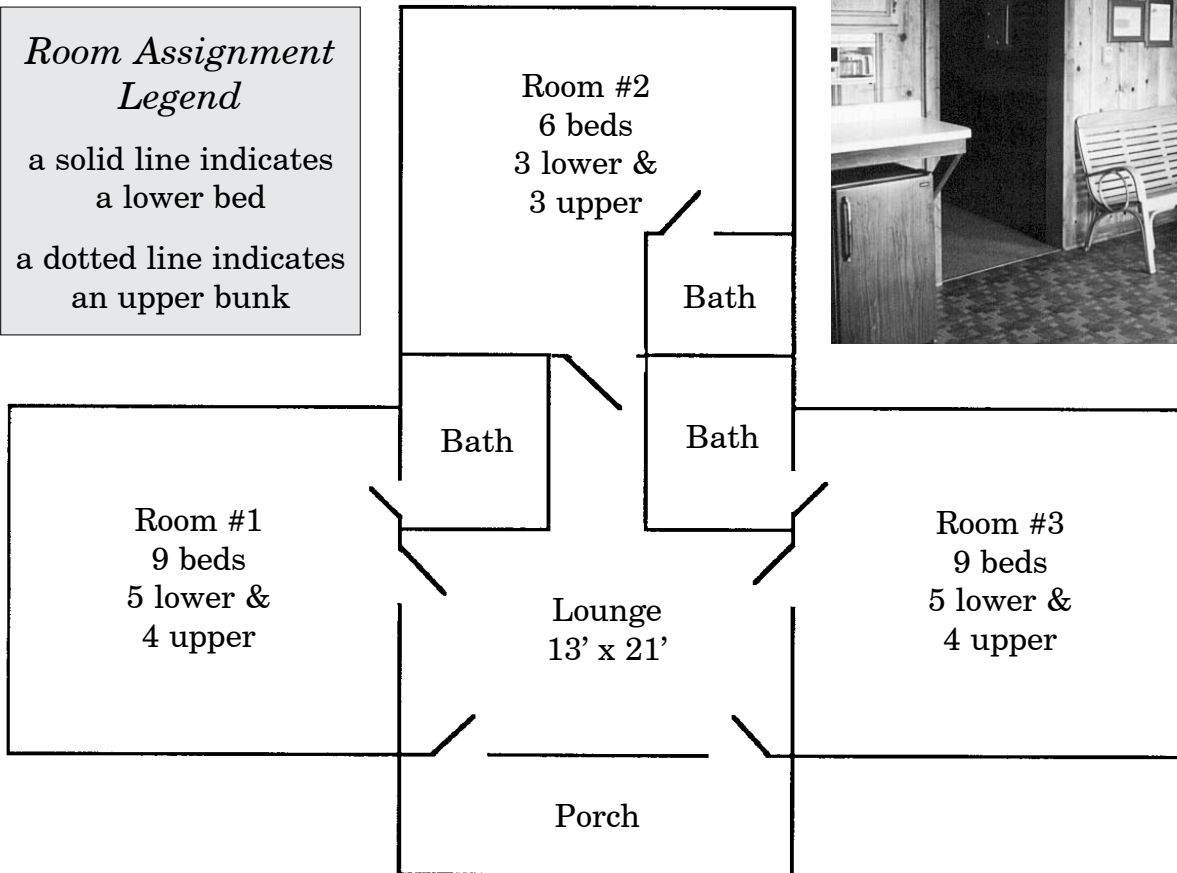 Room Assignment
Legend
a solid line indicates
a lower bed
a dotted line indicates
an upper bunk
Room #2
6 beds
3 lower &
3 upper
Bath
Bath
Bath
Room #1
9 beds
5 lower &
4 upper
Room #3
9 beds
5 lower &
4 upper
Lounge
13’ x 21’
Porch